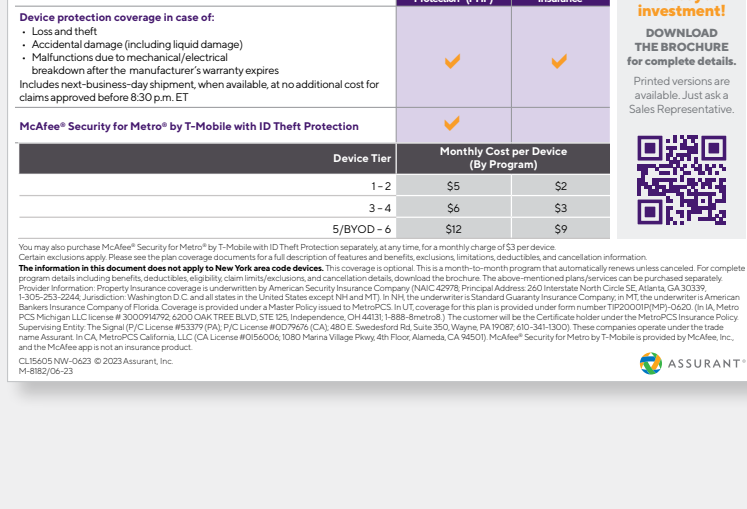 investment!
DOWNLOAD
THE BROCHURE
for complete details.
Printed versions are
available. Just ask a
Sales Representative.
Insurance
Device protection coverage in case of:
• Loss and theft
• Accidental damage (including liquid damage)
• Malfunctions due to mechanical/electrical
breakdown after the manufacturer's warranty expires
Includes next-business-day shipment, when available, at no additional cost for
claims approved before 8:30 p.m. ET
McAfee® Security for Metro® by T-Mobile with ID Theft Protection
Device Tier
Monthly Cost per Device
(By Program)
1 – 2 $5 $2
3 – 4 $6 $3
5/BYOD – 6 $12 $9
You may also purchase McAfee® Security for Metro® by T-Mobile with ID Theft Protection separately, at any time, for a monthly charge of $3 per device.
Certain exclusions apply. Please see the plan coverage documents for a full description of features and benefits, exclusions, limitations, deductibles, and cancellation information.
The information in this document does not apply to New York area code devices. This coverage is optional. This is a month-to-month program that automatically renews unless canceled. For complete
program details including benefits, deductibles, eligibility, claim limits/exclusions, and cancellation details, download the brochure. The above-mentioned plans/services can be purchased separately.
Provider Information: Property Insurance coverage is underwritten by American Security Insurance Company (NAIC 42978; Principal Address: 260 Interstate North Circle SE, Atlanta, GA 30339,
1-305-253-2244; Jurisdiction: Washington D.C. and all states in the United States except NH and MT). In NH, the underwriter is Standard Guaranty Insurance Company; in MT, the underwriter is American
Bankers Insurance Company of Florida. Coverage is provided under a Master Policy issued to MetroPCS. In UT, coverage for this plan is provided under form number TIP20001P(MP)-0620. (In IA, Metro
PCS Michigan LLC license # 3000914792; 6200 OAK TREE BLVD, STE 125, Independence, OH 44131; 1-888-8metro8.) The customer will be the Certificate holder under the MetroPCS Insurance Policy.
Supervising Entity: The Signal (P/C License #53379 (PA); P/C License #0D79676 (CA); 480 E. Swedesford Rd, Suite 350, Wayne, PA 19087; 610-341-1300). These companies operate under the trade
name Assurant. In CA, MetroPCS California, LLC (CA License #0I56006; 1080 Marina Village Pkwy, 4th Floor, Alameda, CA 94501). McAfee® Security for Metro by T-Mobile is provided by McAfee, Inc.,
and the McAfee app is not an insurance product.
CL15605 NW-0623 © 2023 Assurant, Inc.
M-8182/06-23
ASSURANT®